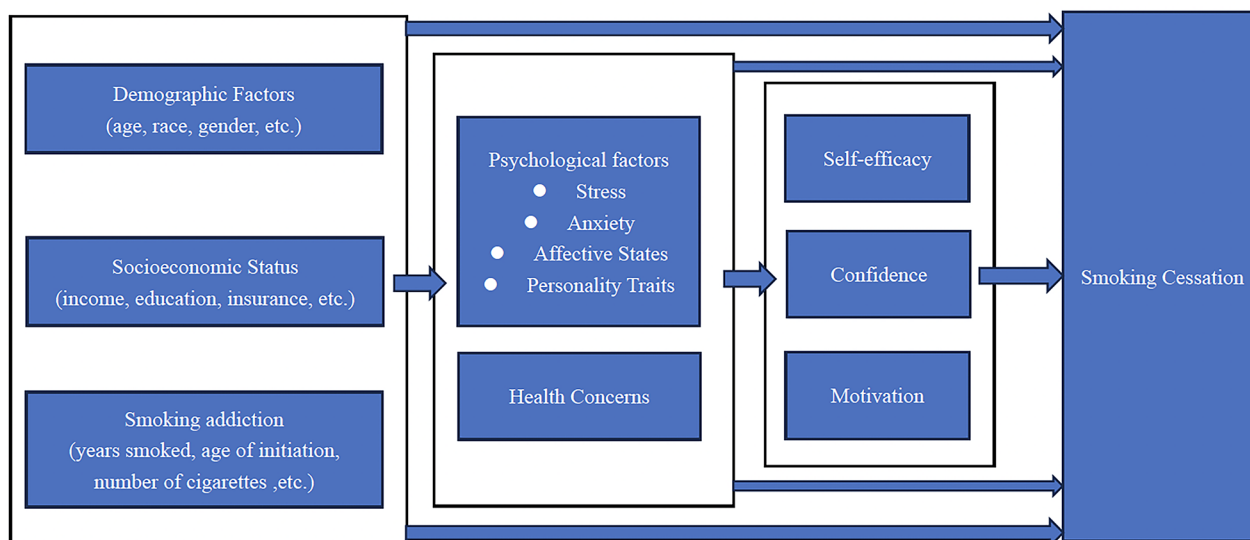 Demographic Factors
(age, race, gender, etc.)
Socioeconomic Status
(income, education, insurance, etc.)
Smoking addiction
(years smoked, age of initiation,
number of cigarettes ,etc.)
Psychological factors
● Stress
● Anxiety
● Affective States
● Personality Traits
Health Concerns
Self-efficacy
Confidence
Motivation
Smoking Cessation